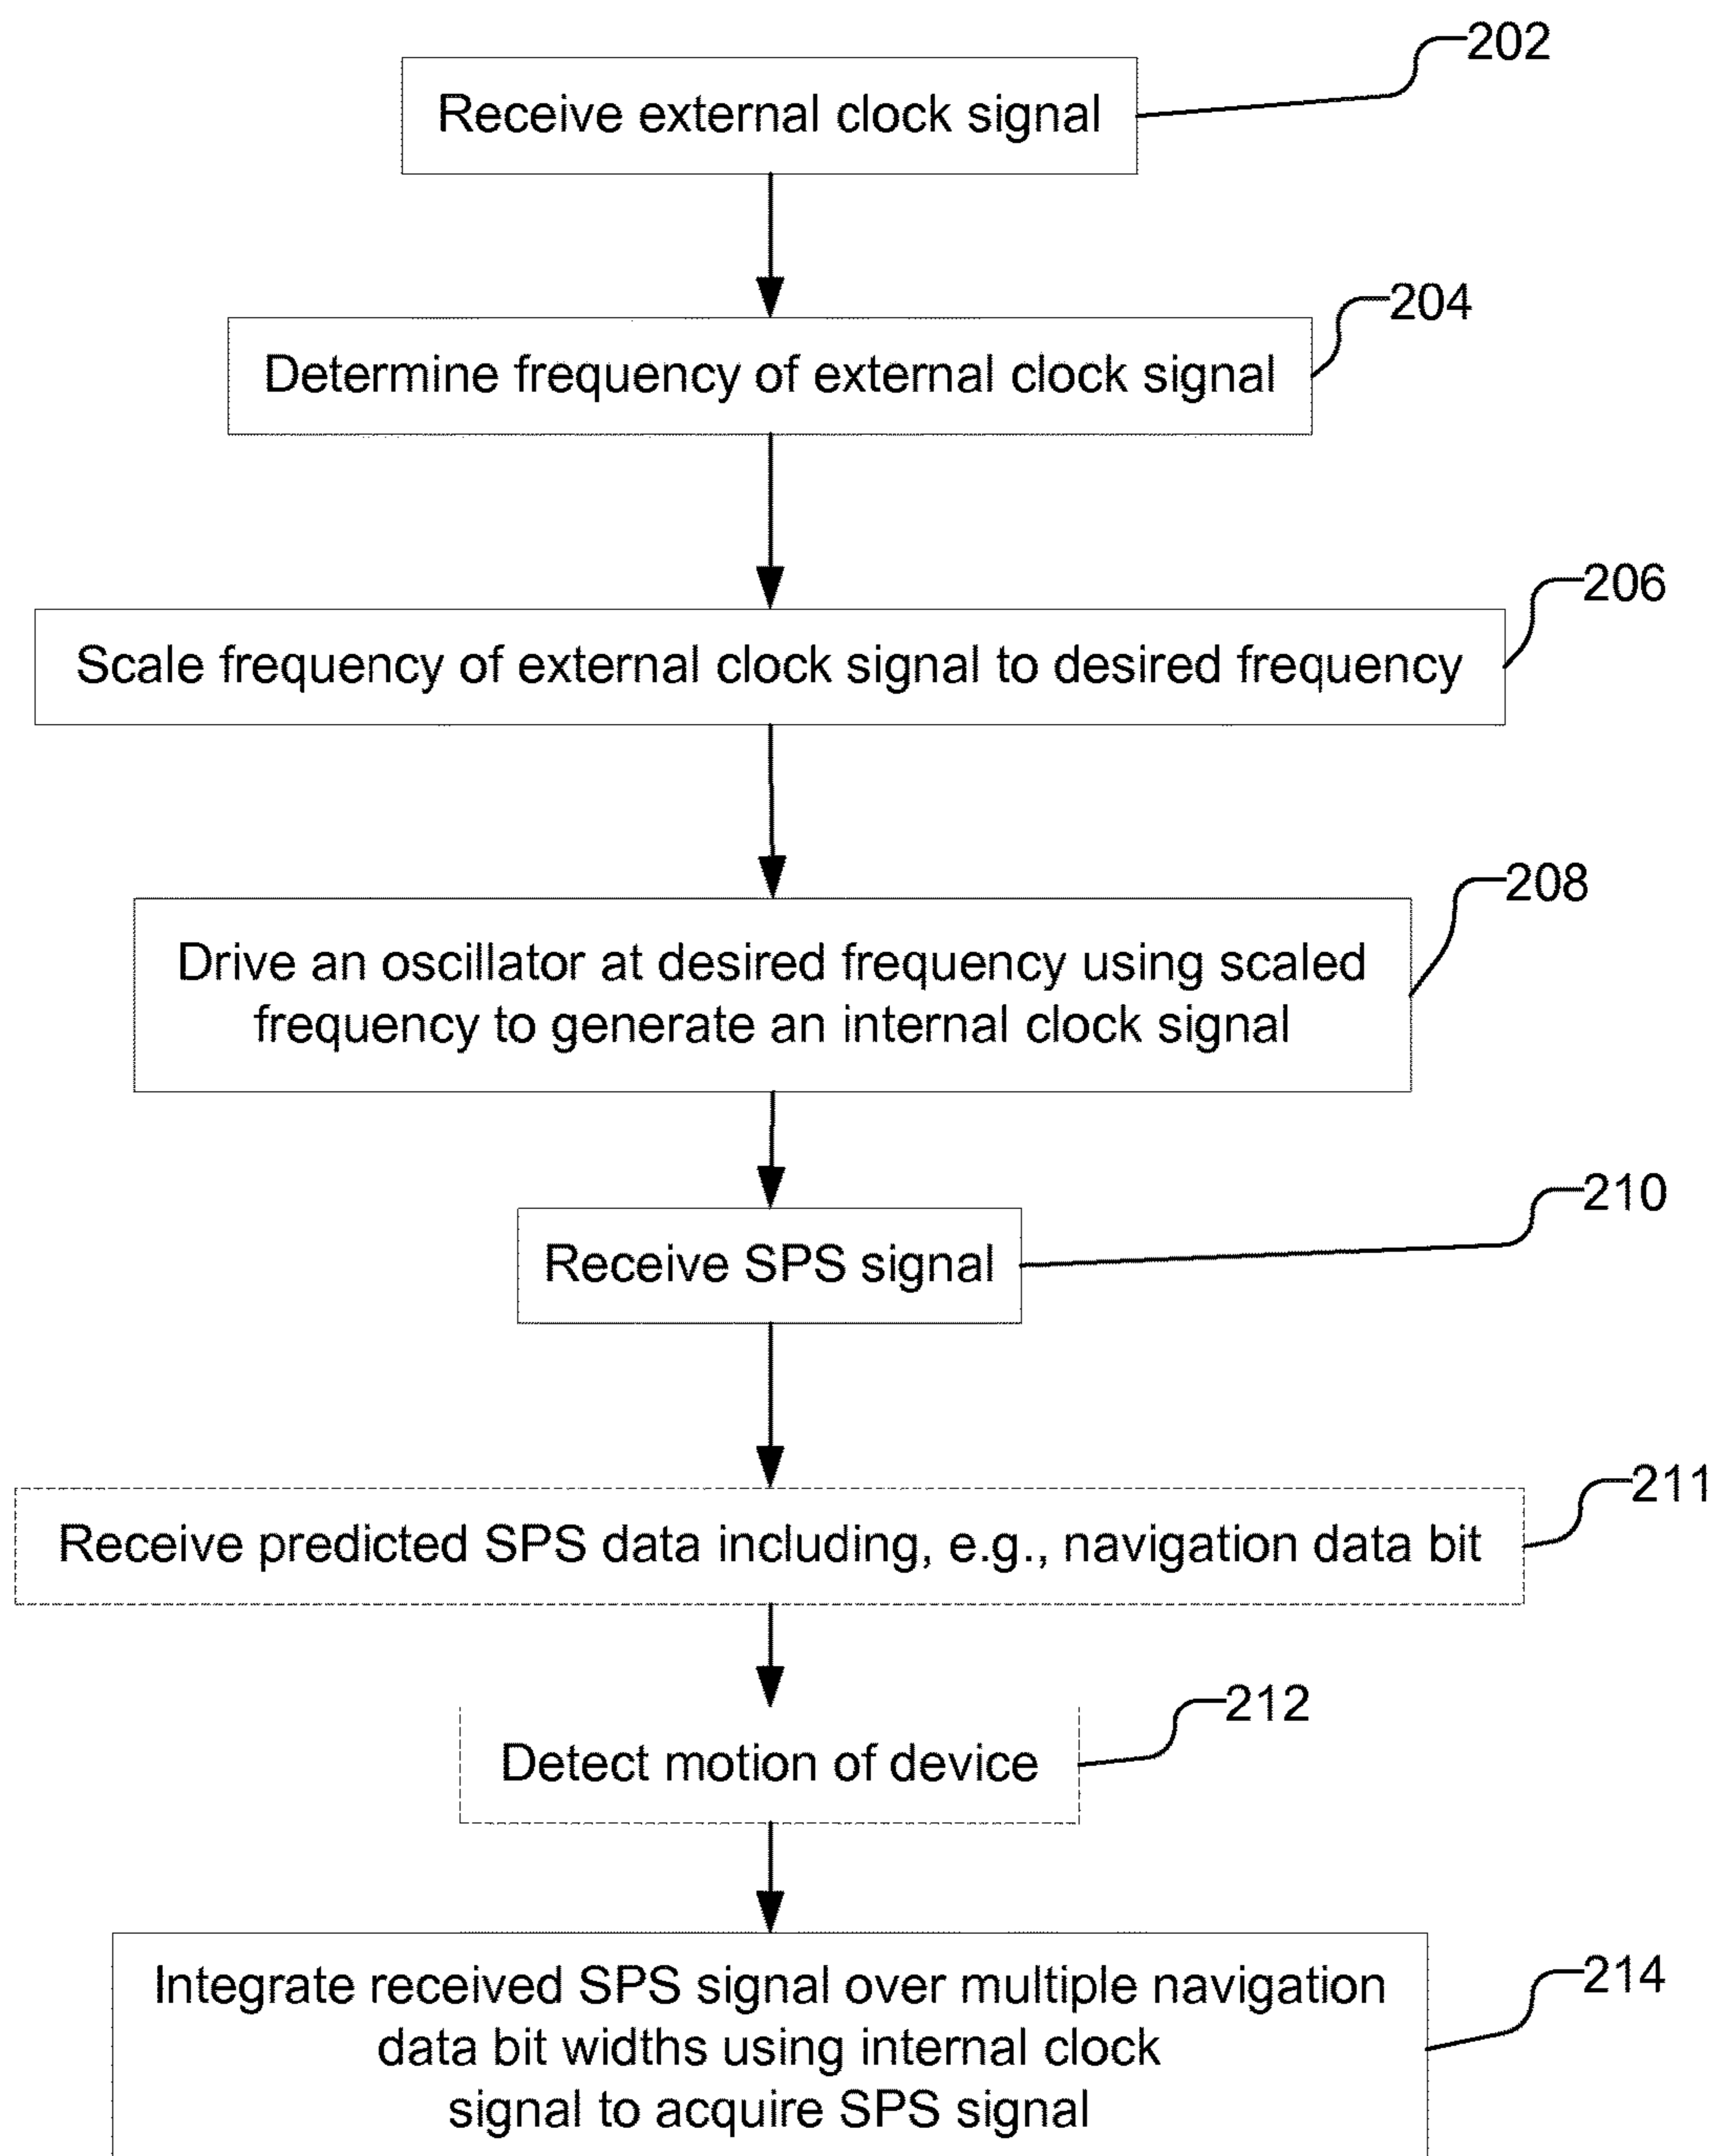 202
Receive external clock signal
204
Determine frequency of external clock signal
206
Scale frequency of external clock signal to desired frequency
208
Drive an oscillator at desired frequency using scaled
frequency to generate an internal clock signal
210
Receive SPS signal
211
Receive predicted SPS data including, e.g., navigation data bit
212
Detect motion of device
214
Integrate received SPS signal over multiple navigation
data bit widths using internal clock
signal to acquire SPS signal